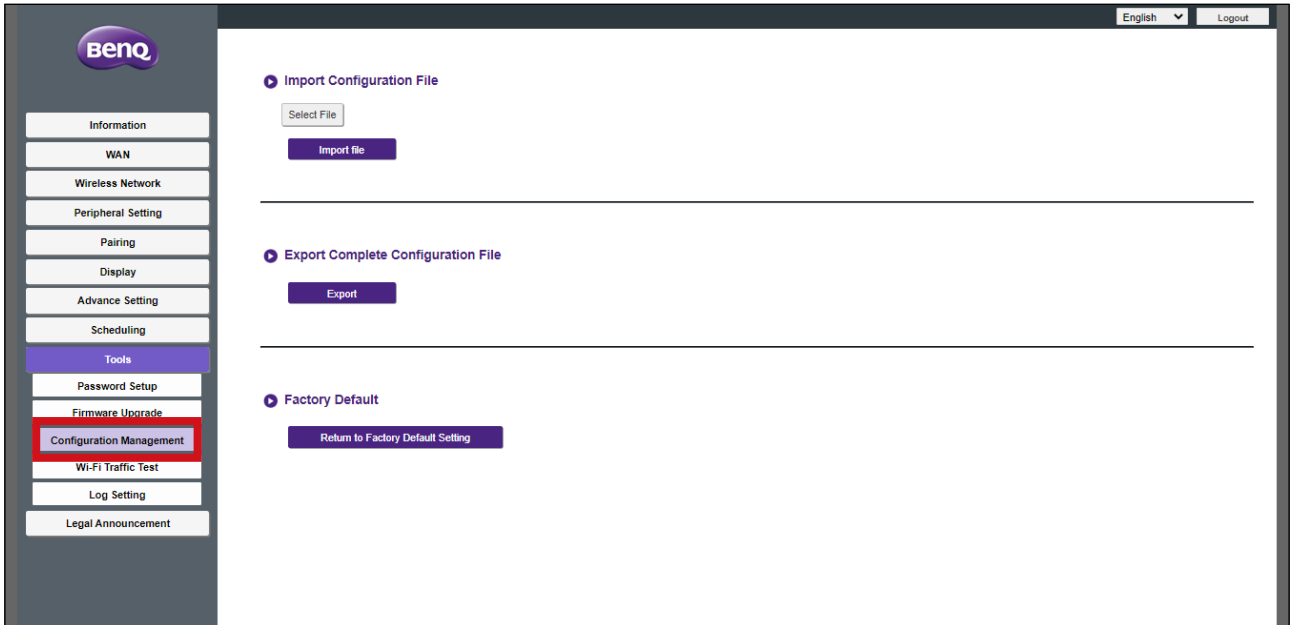 English
Logout
BenQ
Information
WAN
Wireless Network
Peripheral Setting
Pairing
Display
Advance Setting
Scheduling
Tools
Password Setup
Firmware Upgrade
Configuration Management
Wi-Fi Traffic Test
Log Setting
Legal Announcement
Import Configuration File
Select File
Import file
Export Complete Configuration File
Export
Factory Default
Return to Factory Default Setting